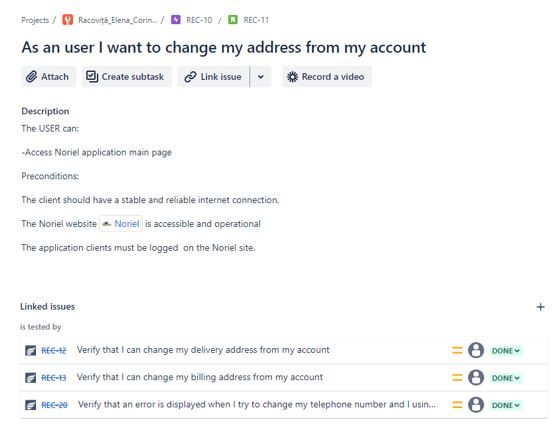 Projects / Racoviță_Elena_Corin... / REC-10 / REC-11
As an user I want to change my address from my account
Attach Create subtask Link issue Record a video
Description
The USER can:
-Access Noriel application main page
Preconditions:
The client should have a stable and reliable internet connection.
The Noriel website Noriel is accessible and operational
The application clients must be logged on the Noriel site.
Linked issues +
is tested by
REC-12 Verify that I can change my delivery address from my account DONE
REC-13 Verify that I can change my billing address from my account DONE
REC-20 Verify that an error is displayed when I try to change my telephone number and I usin... DONE